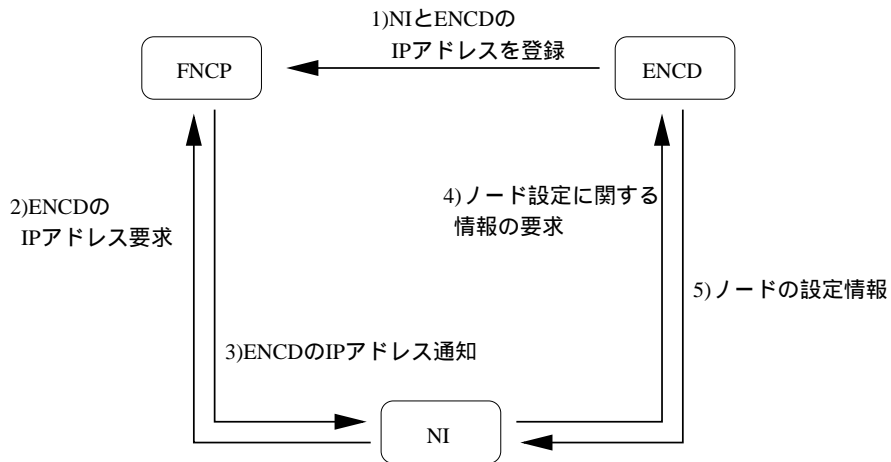 1)NIとENCDの
IPアドレスを登録
FNCP
ENCD
2)ENCDの
IPアドレス要求
4)ノード設定に関する
情報の要求
5)ノードの設定情報
3)ENCDのIPアドレス通知
NI